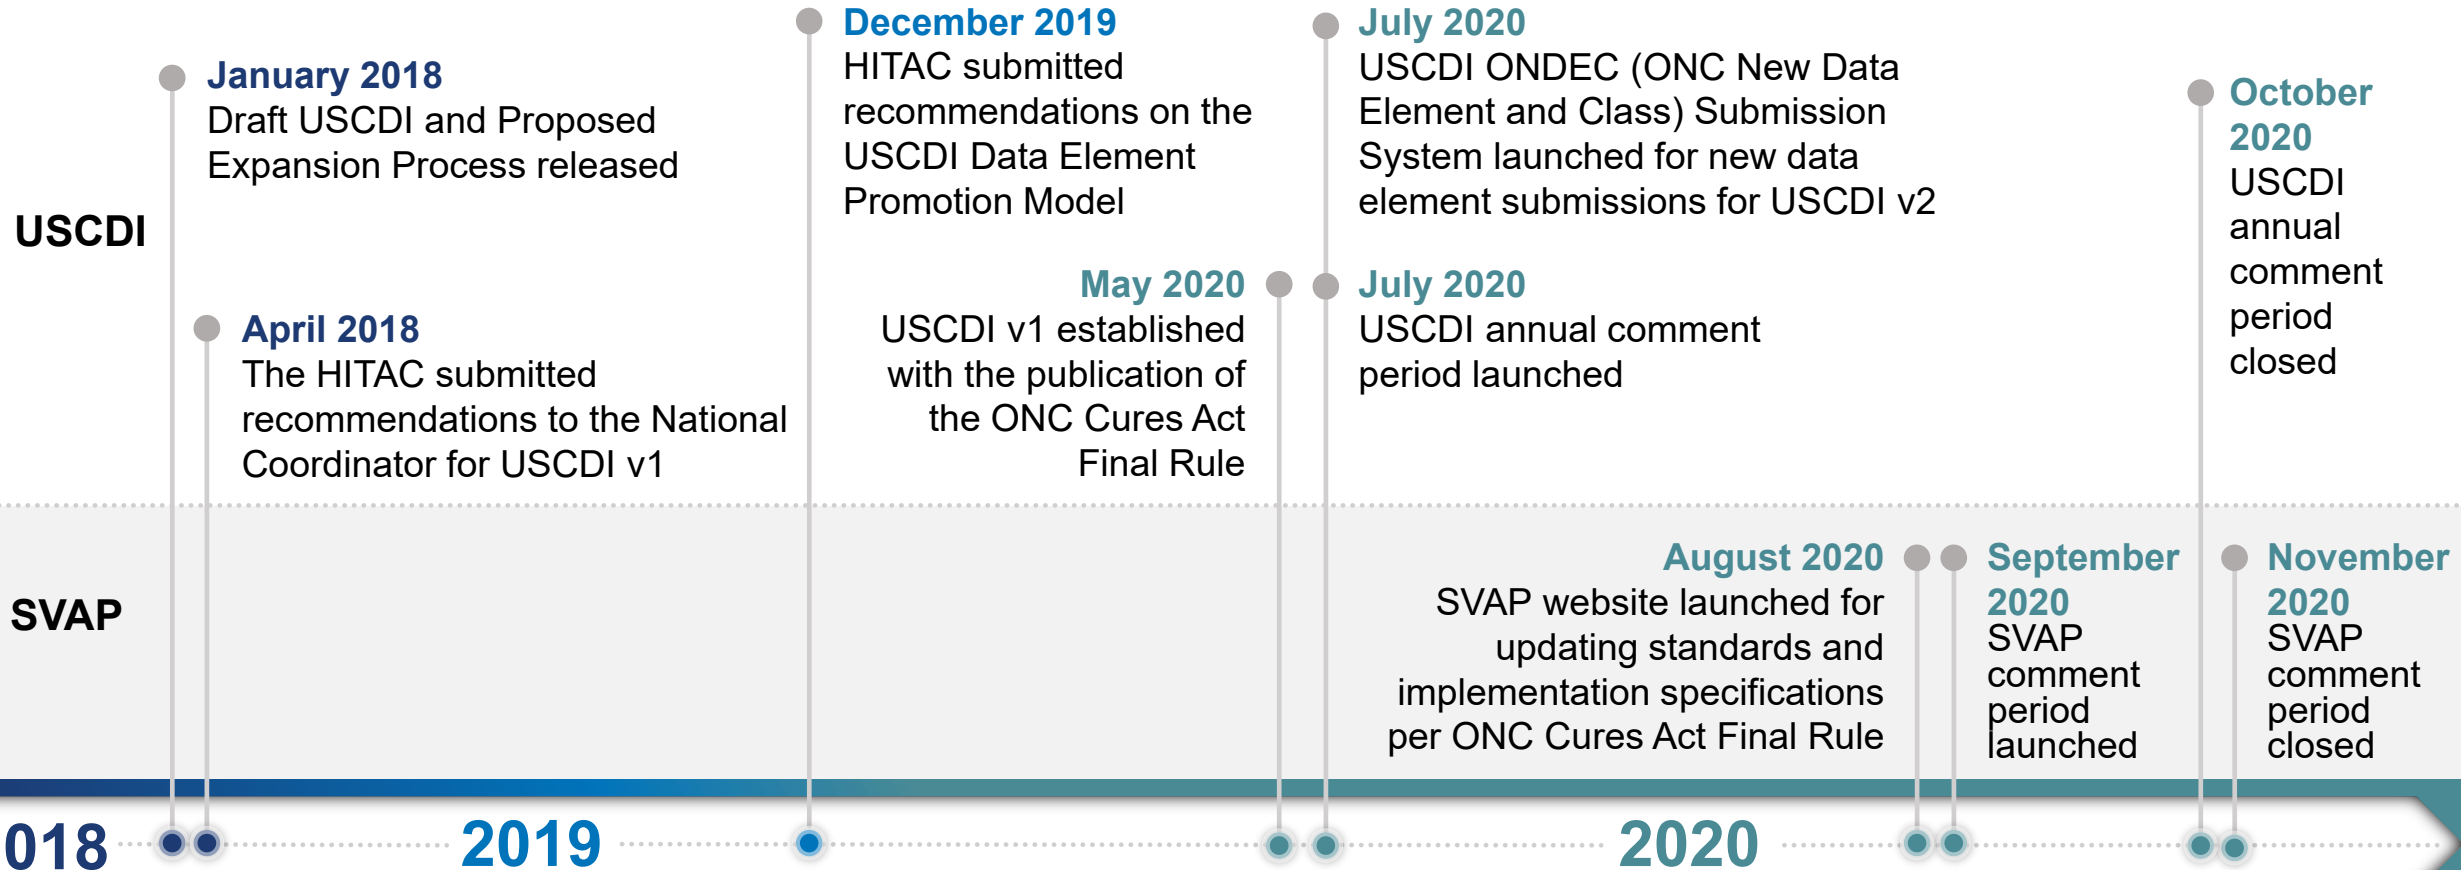 USCDI
January 2018
Draft USCDI and Proposed
Expansion Process released
April 2018
The HITAC submitted
recommendations to the National
Coordinator for USCDI v1
December 2019
HITAC submitted
recommendations on the
USCDI Data Element
Promotion Model
May 2020
USCDI v1 established
with the publication of
the ONC Cures Act
Final Rule
July 2020
USCDI ONDEC (ONC New Data
Element and Class) Submission
System launched for new data
element submissions for USCDI v2
July 2020
USCDI annual comment
period launched
October
2020
USCDI
annual
comment
period
closed
SVAP
August 2020
SVAP website launched for
updating standards and
implementation specifications
per ONC Cures Act Final Rule
September
2020
SVAP
comment
period
launched
November
2020
SVAP
comment
period
closed
018
2019
2020